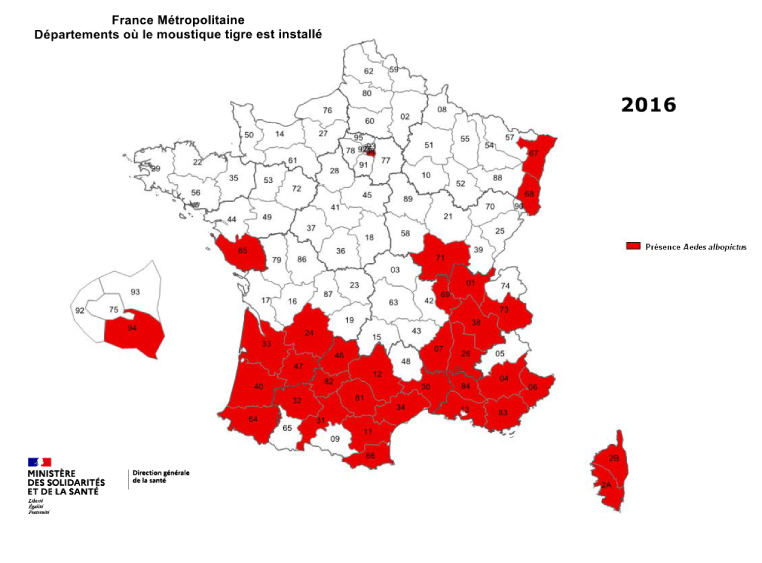 France Métropolitaine
Départements où le moustique tigre est installé
2016
62 59
80
76 60 02 08
50 14 27 95 93
92
78 77 51 55 54 57 67
91
29 22 61 28 10 52 88 68
35 53 72 45
56 41 89 70 90
44 49 37 18 58 21 25
85 79 86 36 71 39
03 01 74
17 16 87 23 63 42 69 73
24 19 43 38
33 15 07 26 05
47 46 48
40 82 12 30 84 04 06
32 81 34 13 83
64 65 31 11
09 66
93
92 75
94
2B
2A
Présence Aedes albopictus
MINISTÈRE
DES SOLIDARITÉS
ET DE LA SANTÉ
Liberté
Égalité
Fraternité
Direction générale
de la santé